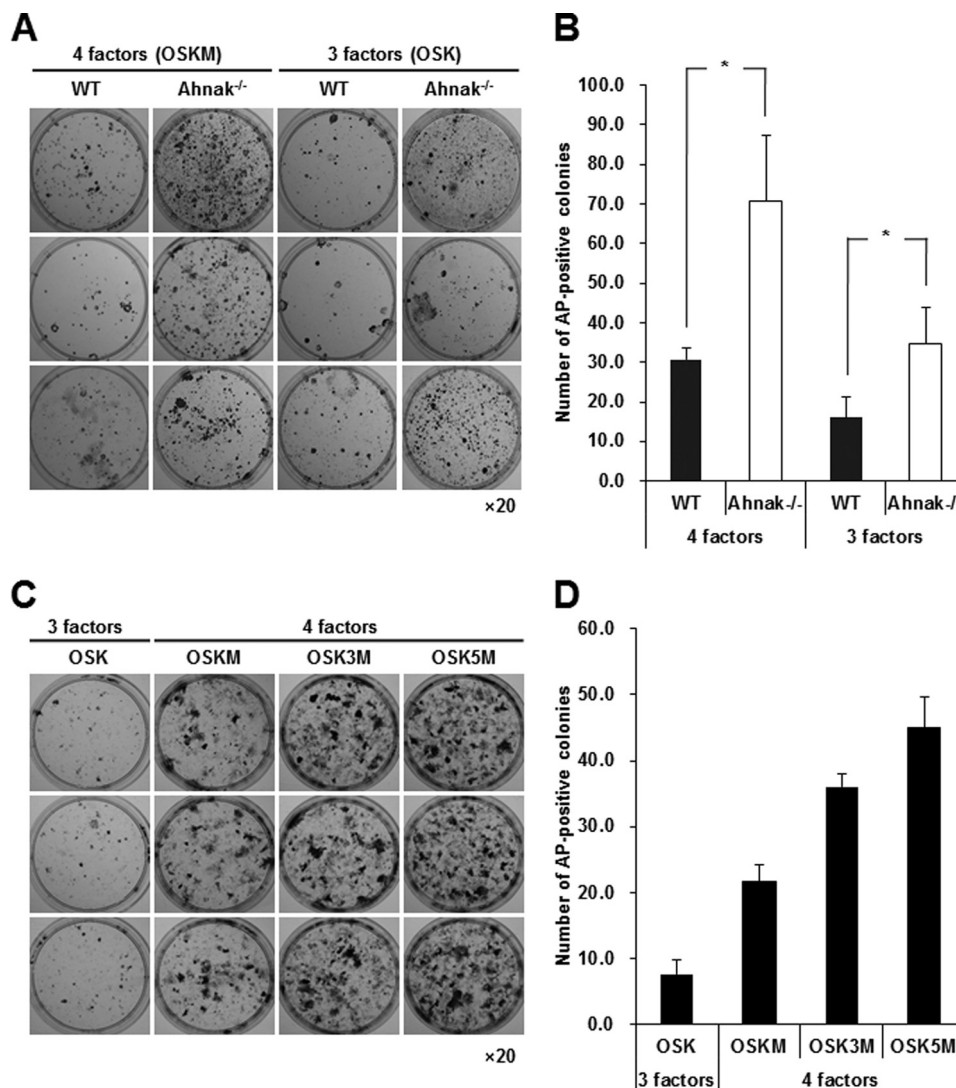 A
4 factors (OSKM) 3 factors (OSK)
WT Ahnak-/- WT Ahnak-/-
×20
B
Number of AP-positive colonies
100.0
90.0
80.0
70.0
60.0
50.0
40.0
30.0
20.0
10.0
0.0
*
*
WT Ahnak-/- WT Ahnak-/
4 factors 3 factors
C
3 factors 4 factors
OSK OSKM OSK3M OSK5M
×20
D
Number of AP-positive colonies
60.0
50.0
40.0
30.0
20.0
10.0
0.0
OSK OSKM OSK3M OSK5M
3 factors 4 factors